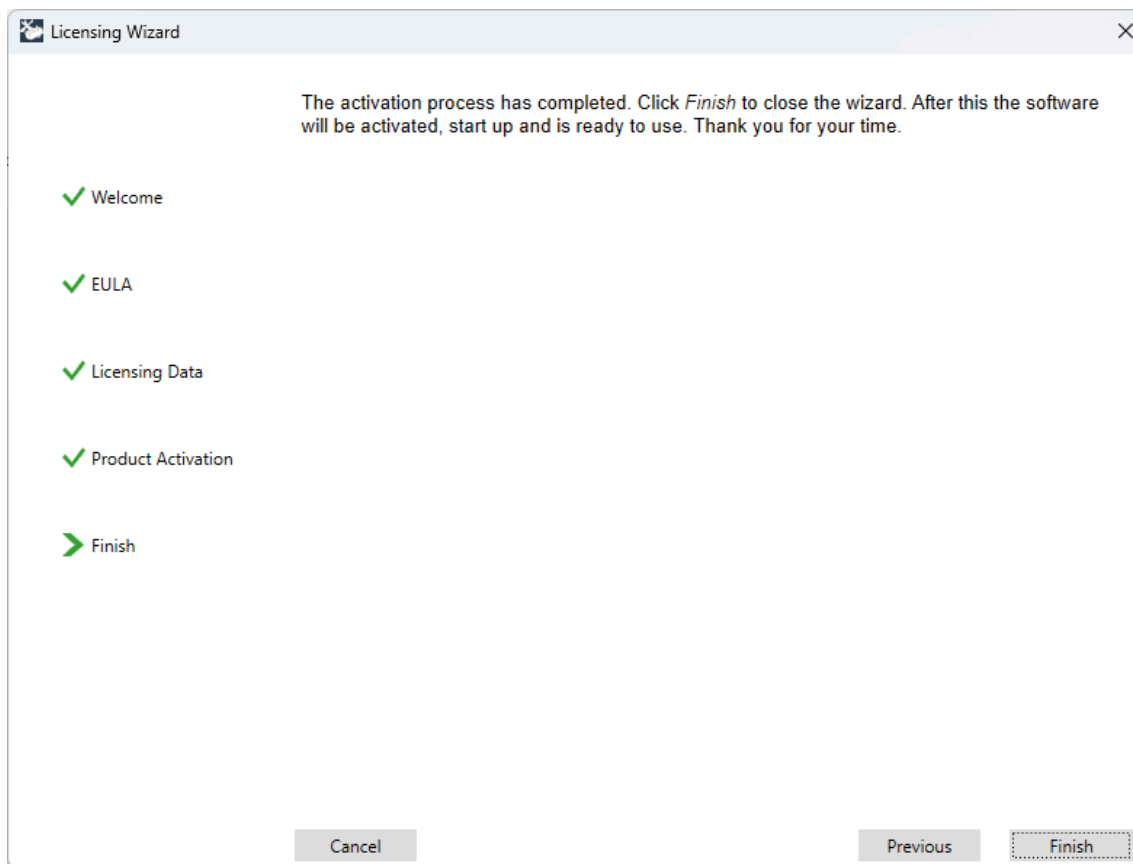 Licensing Wizard
The activation process has completed. Click Finish to close the wizard. After this the software
will be activated, start up and is ready to use. Thank you for your time.
Welcome
EULA
Licensing Data
Product Activation
Finish
Cancel
Previous
Finish